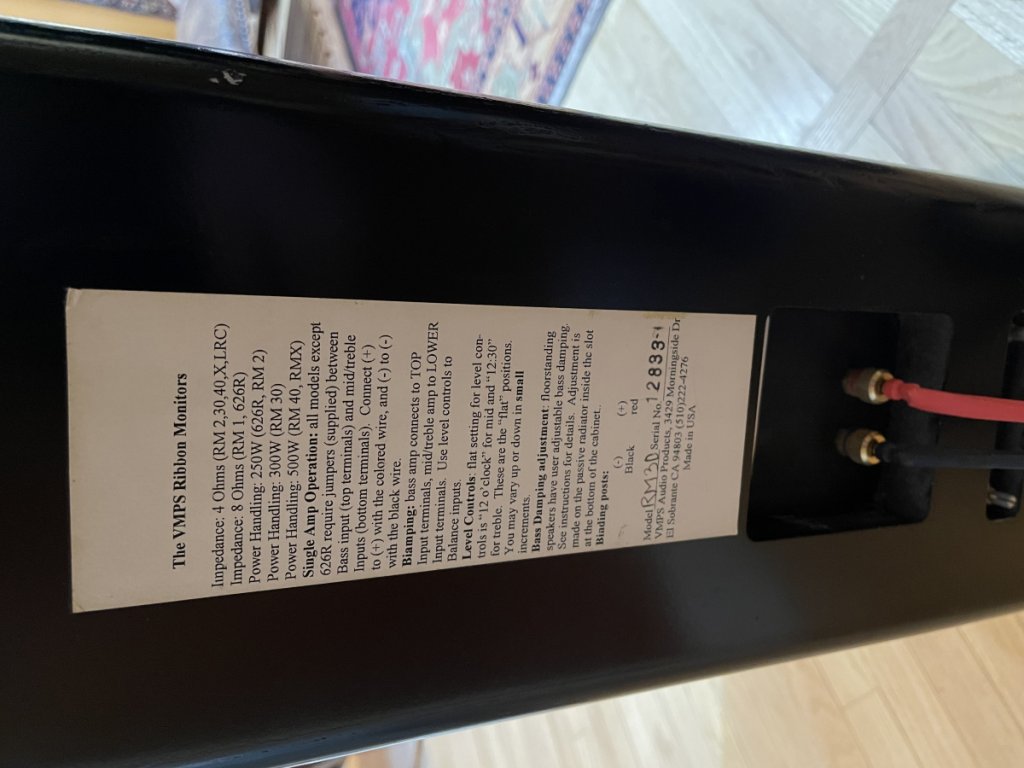 The VMPS Ribbon Monitors
Impedance: 4 Ohms (RM 2,30,40,X,LRC)
Impedance: 8 Ohms (RM 1, 626R)
Power Handling: 250W (626R, RM 2)
Power Handling: 300W (RM 30)
Power Handling: 500W (RM 40, RMX)
Single Amp Operation: all models except
626R require jumpers (supplied) between
Bass input (top terminals) and mid/treble
Inputs (bottom terminals). Connect (+)
to (+) with the colored wire, and (-) to (-)
with the black wire.
Biamping: bass amp connects to TOP
Input terminals, mid/treble amp to LOWER
Input terminals. Use level controls to
Balance inputs.
Level Controls: flat setting for level con-
trols is "12 o'clock" for mid and "12:30"
for treble. These are the "flat" positions.
You may vary up or down in small
increments.
Bass Damping adjustment: floorstanding
speakers have user adjustable bass damping.
See instructions for details. Adjustment is
made on the passive radiator inside the slot
at the bottom of the cabinet.
Binding posts:
(-) (+)
Black red
Model RM30 Serial No. 12839-1
VMPS Audio Products, 3429 Morningside Dr
El Sobrante CA 94803 (510)222-4276
Made in USA